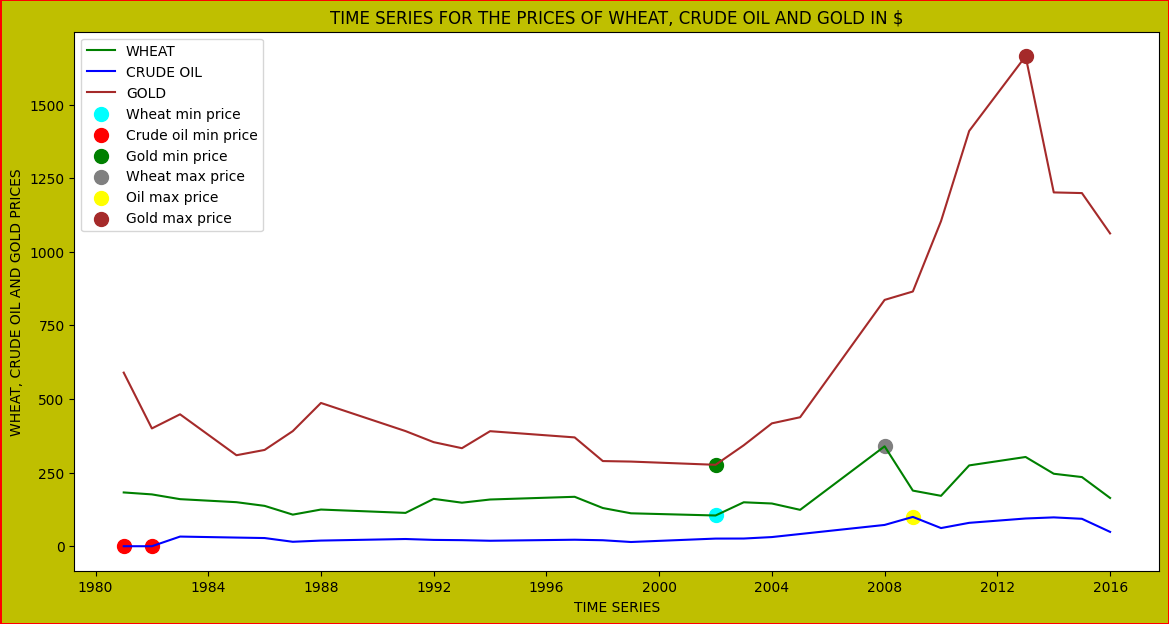 TIME SERIES FOR THE PRICES OF WHEAT, CRUDE OIL AND GOLD IN $
WHEAT
CRUDE OIL
GOLD
Wheat min price
Crude oil min price
Gold min price
Wheat max price
Oil max price
Gold max price
WHEAT, CRUDE OIL AND GOLD PRICES
1500
1250
1000
750
500
250
0
1980 1984 1988 1992 1996 2000 2004 2008 2012 2016
TIME SERIES